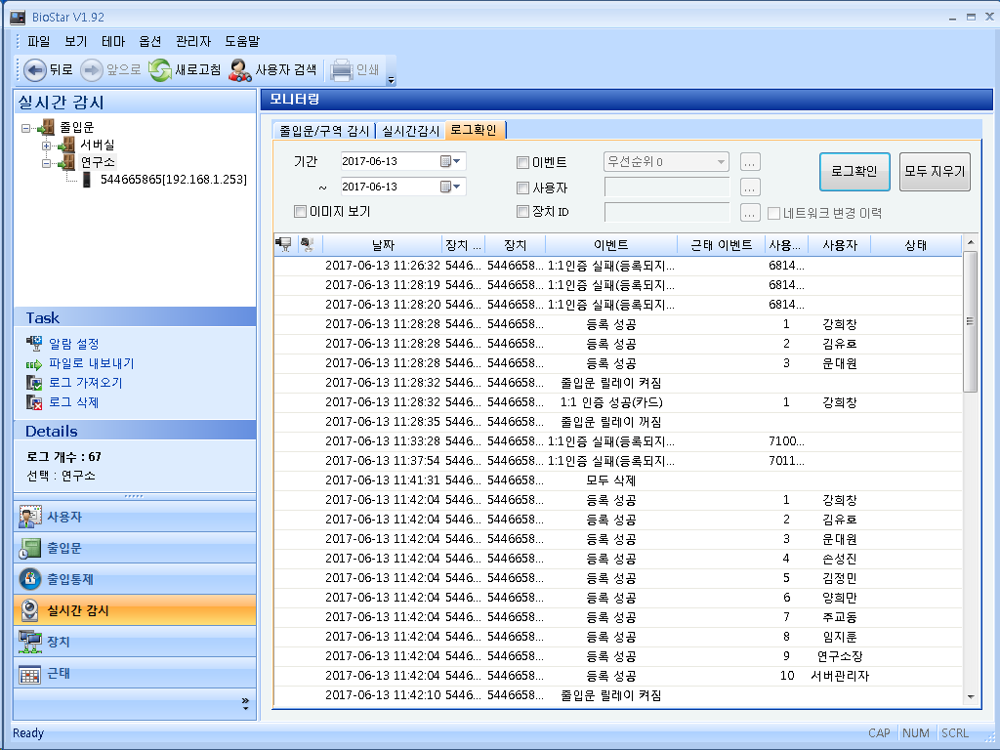 BioStar V1.92
파일 보기 테마 옵션 관리자 도움말
뒤로 앞으로 새로고침 사용자 검색 인쇄
실시간 감시
출입문
서버실
연구소
544665865[192.168.1.253]
Task
알람 설정
파일로 내보내기
로그 가져오기
로그 삭제
Details
로그 개수 : 67
선택 : 연구소
사용자
출입문
출입통제
실시간 감시
장치
근태
모니터링
출입문/구역 감시 실시간감시 로그확인
기간 2017-06-13 이벤트 우선순위 0 ... 로그확인 모두 지우기
~ 2017-06-13 사용자 ...
이미지 보기 장치 ID ... 네트워크 변경 이력
날짜 장치 ... 장치 이벤트 근태 이벤트 사용... 사용자 상태
2017-06-13 11:26:32 5446... 5446658... 1:1인증 실패(등록되지... 6814...
2017-06-13 11:28:19 5446... 5446658... 1:1인증 실패(등록되지... 6814...
2017-06-13 11:28:20 5446... 5446658... 1:1인증 실패(등록되지... 6814...
2017-06-13 11:28:28 5446... 5446658... 등록 성공 1 강희창
2017-06-13 11:28:28 5446... 5446658... 등록 성공 2 김유호
2017-06-13 11:28:28 5446... 5446658... 등록 성공 3 문대원
2017-06-13 11:28:32 5446... 5446658... 출입문 릴레이 켜짐
2017-06-13 11:28:32 5446... 5446658... 1:1 인증 성공(카드) 1 강희창
2017-06-13 11:28:35 5446... 5446658... 출입문 릴레이 꺼짐
2017-06-13 11:33:28 5446... 5446658... 1:1인증 실패(등록되지... 7100...
2017-06-13 11:37:54 5446... 5446658... 1:1인증 실패(등록되지... 7011...
2017-06-13 11:41:31 5446... 5446658... 모두 삭제
2017-06-13 11:42:04 5446... 5446658... 등록 성공 1 강희창
2017-06-13 11:42:04 5446... 5446658... 등록 성공 2 김유호
2017-06-13 11:42:04 5446... 5446658... 등록 성공 3 문대원
2017-06-13 11:42:04 5446... 5446658... 등록 성공 4 손성진
2017-06-13 11:42:04 5446... 5446658... 등록 성공 5 김정민
2017-06-13 11:42:04 5446... 5446658... 등록 성공 6 양희만
2017-06-13 11:42:04 5446... 5446658... 등록 성공 7 주교동
2017-06-13 11:42:04 5446... 5446658... 등록 성공 8 임지훈
2017-06-13 11:42:04 5446... 5446658... 등록 성공 9 연구소장
2017-06-13 11:42:04 5446... 5446658... 등록 성공 10 서버관리자
2017-06-13 11:42:10 5446... 5446658... 출입문 릴레이 켜짐
Ready CAP NUM SCRL